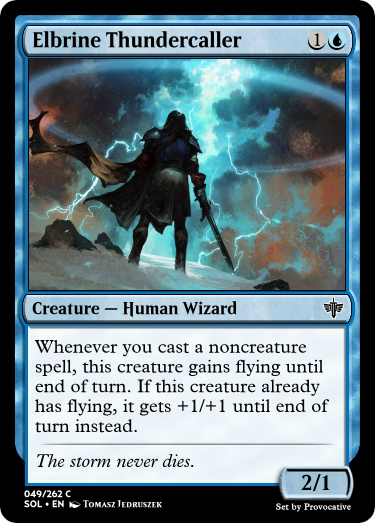 Elbrine Thundercaller 1
Creature — Human Wizard
Whenever you cast a noncreature
spell, this creature gains flying until
end of turn. If this creature already
has flying, it gets +1/+1 until end of
turn instead.
The storm never dies.
2/1
049/262 C
SOL • EN Tomasz Jedruszek
Set by Provocative